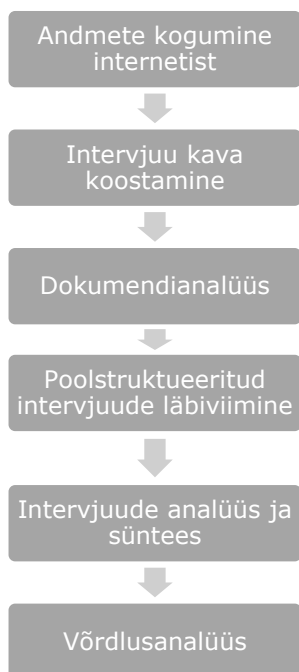 Andmete kogumine
internetist
Intervjuu kava
koostamine
Dokumendianalüüs
Poolstruktueeritud
intervjuude läbiviimine
Intervjuude analüüs ja
süntees
Võrdlusanalüüs